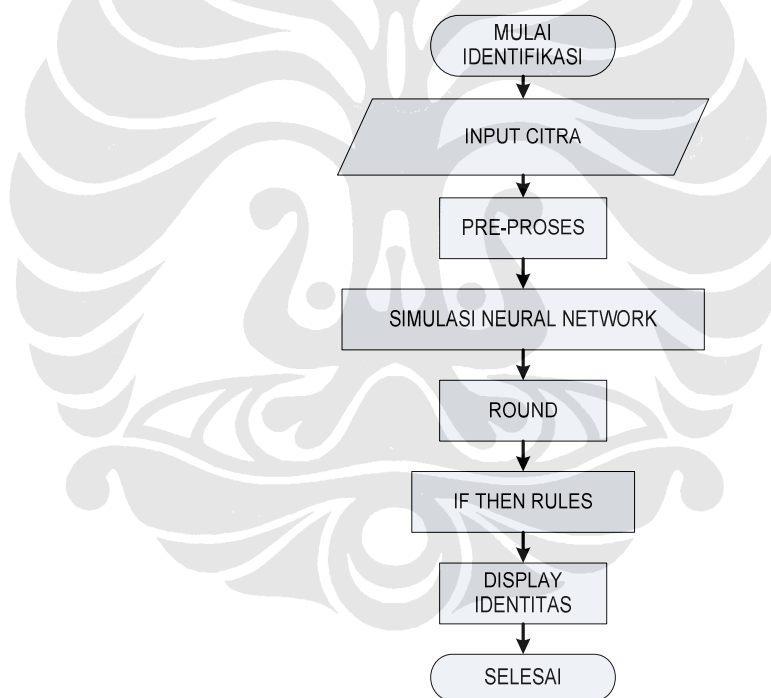 MULAI
IDENTIFIKASI
INPUT CITRA
PRE-PROSES
SIMULASI NEURAL NETWORK
ROUND
IF THEN RULES
DISPLAY
IDENTITAS
SELESAI